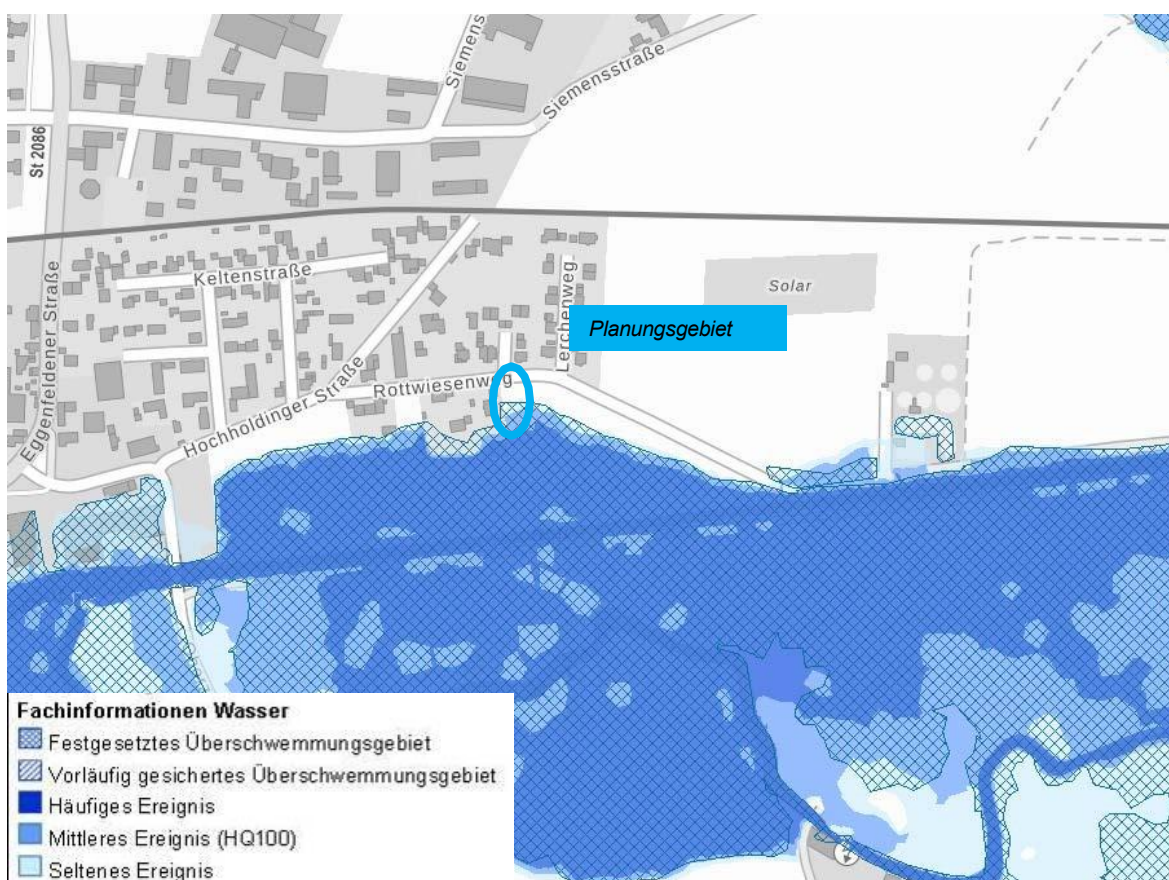 Siemens
Siemensstraße
St 2086
Keltenstraße
Lerchenweg
Solar
Planungsgebiet
Eggenfeldener Straße
Rottwiesenweg
Hochholdinger Straße
Fachinformationen Wasser
Festgesetztes Überschwemmungsgebiet
Vorläufig gesichertes Überschwemmungsgebiet
Häufiges Ereignis
Mittleres Ereignis (HQ100)
Seltenes Ereignis